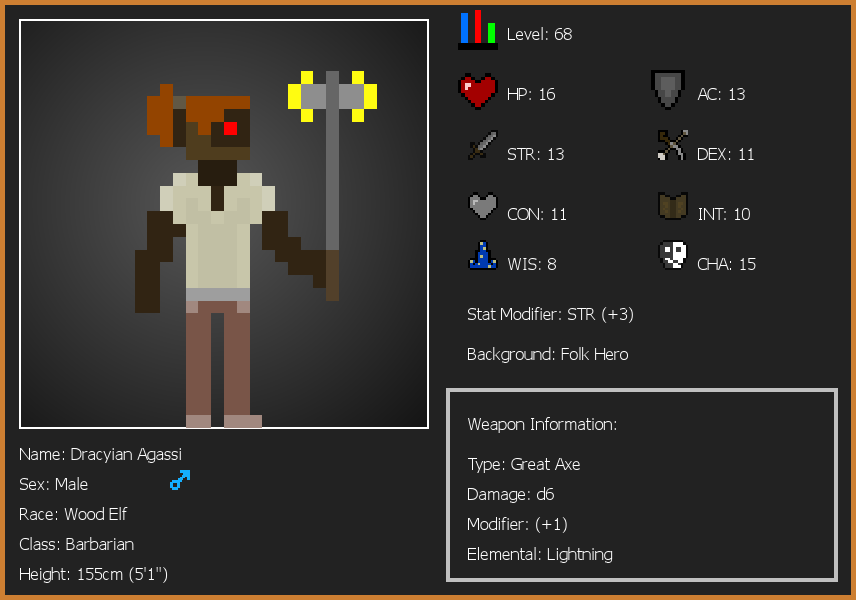 Level: 68
HP: 16
AC: 13
STR: 13
DEX: 11
CON: 11
INT: 10
WIS: 8
CHA: 15
Stat Modifier: STR (+3)
Background: Folk Hero
Weapon Information:
Type: Great Axe
Damage: d6
Modifier: (+1)
Elemental: Lightning
Name: Dracyian Agassi
Sex: Male
Race: Wood Elf
Class: Barbarian
Height: 155cm (5'1")